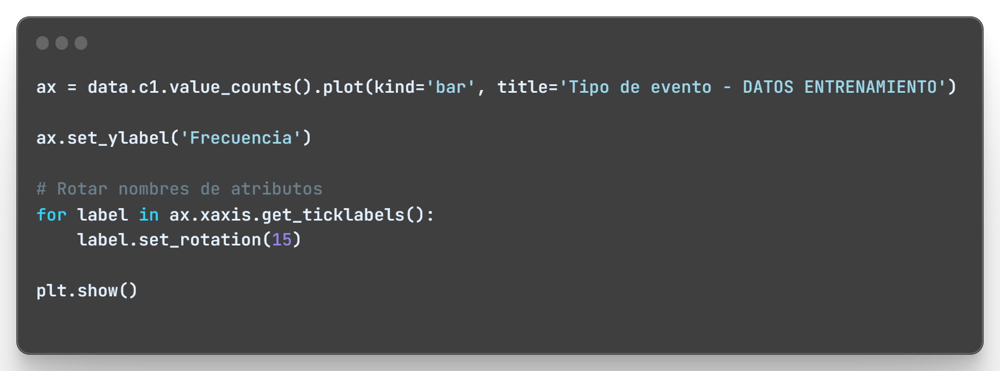 ax = data.c1.value_counts().plot(kind='bar', title='Tipo de evento - DATOS ENTRENAMIENTO')
ax.set_ylabel('Frecuencia')
# Rotar nombres de atributos
for label in ax.xaxis.get_ticklabels():
    label.set_rotation(15)
plt.show()